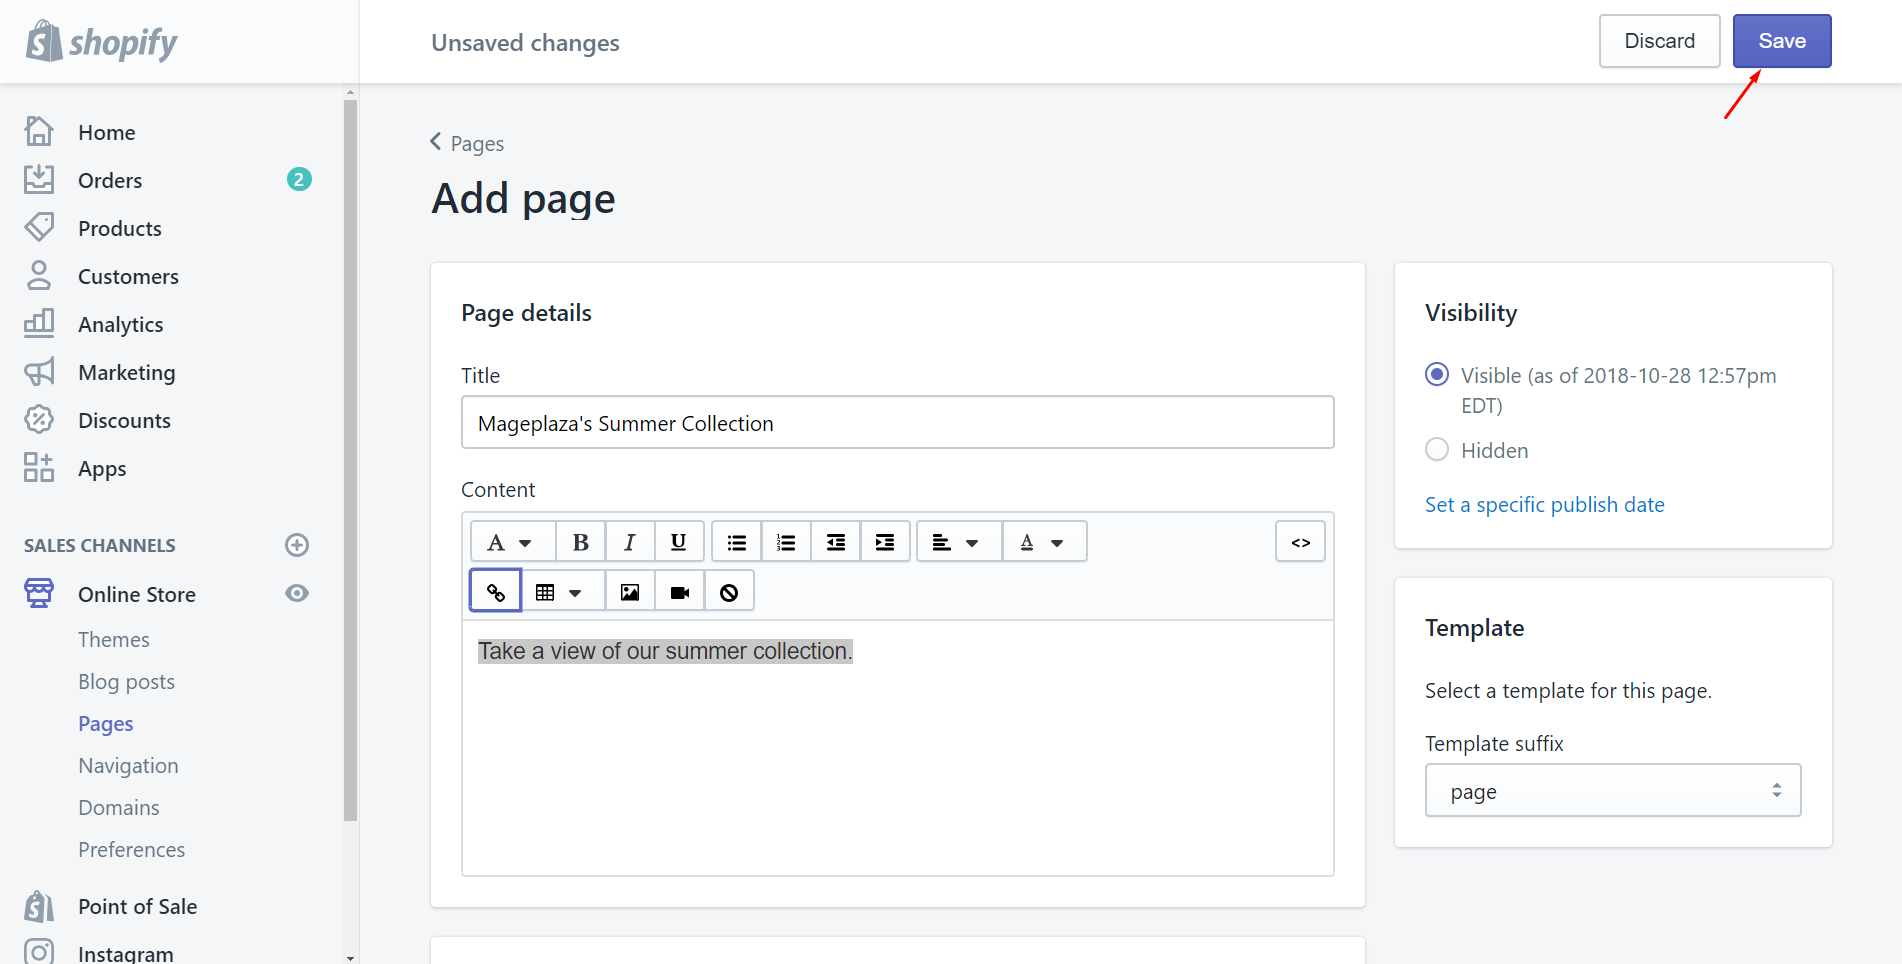 shopify
Unsaved changes
Discard
Save
Home
Orders
2
Products
Customers
Analytics
Marketing
Discounts
Apps
SALES CHANNELS
Online Store
Themes
Blog posts
Pages
Navigation
Domains
Preferences
Point of Sale
Instagram
Pages
Add page
Page details
Title
Mageplaza's Summer Collection
Content
A B I U A <>
Take a view of our summer collection.
Visibility
Visible (as of 2018-10-28 12:57pm
EDT)
Hidden
Set a specific publish date
Template
Select a template for this page.
Template suffix
page